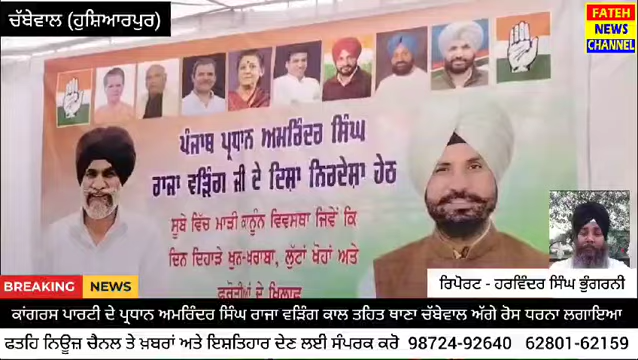 ਚੱਬੇਵਾਲ (ਹੁਸ਼ਿਆਰਪੁਰ)
FATEH
NEWS
CHANNEL
ਪੰਜਾਬ ਪ੍ਰਧਾਨ ਅਮਰਿੰਦਰ ਸਿੰਘ
ਰਾਜਾ ਵੜਿੰਗ ਜੀ ਦੇ ਦਿਸ਼ਾ ਨਿਰਦੇਸ਼ਾ ਹੇਠ
ਸੂਬੇ ਵਿੱਚ ਮਾੜੀ ਕਾਨੂੰਨ ਵਿਵਸਥਾ ਜਿਵੇਂ ਕਿ
ਦਿਨ ਦਿਹਾੜੇ ਖੂਨ-ਖਰਾਬਾ, ਲੁੱਟਾਂ ਖੋਹਾਂ ਅਤੇ
ਫਰੌਤੀਆਂ ਦੇ ਖਿਲਾਫ
ਰਿਪੋਰਟ - ਹਰਵਿੰਦਰ ਸਿੰਘ ਭੁੰਗਰਨੀ
BREAKING NEWS
ਕਾਂਗਰਸ ਪਾਰਟੀ ਦੇ ਪ੍ਰਧਾਨ ਅਮਰਿੰਦਰ ਸਿੰਘ ਰਾਜਾ ਵੜਿੰਗ ਕਾਲ ਤਹਿਤ ਥਾਣਾ ਚੱਬੇਵਾਲ ਅੱਗੇ ਰੋਸ ਧਰਨਾ ਲਗਾਇਆ
ਫਤਹਿ ਨਿਊਜ਼ ਚੈਨਲ ਤੇ ਖ਼ਬਰਾਂ ਅਤੇ ਇਸ਼ਤਿਹਾਰ ਦੇਣ ਲਈ ਸੰਪਰਕ ਕਰੋ 98724-92640 62801-62159